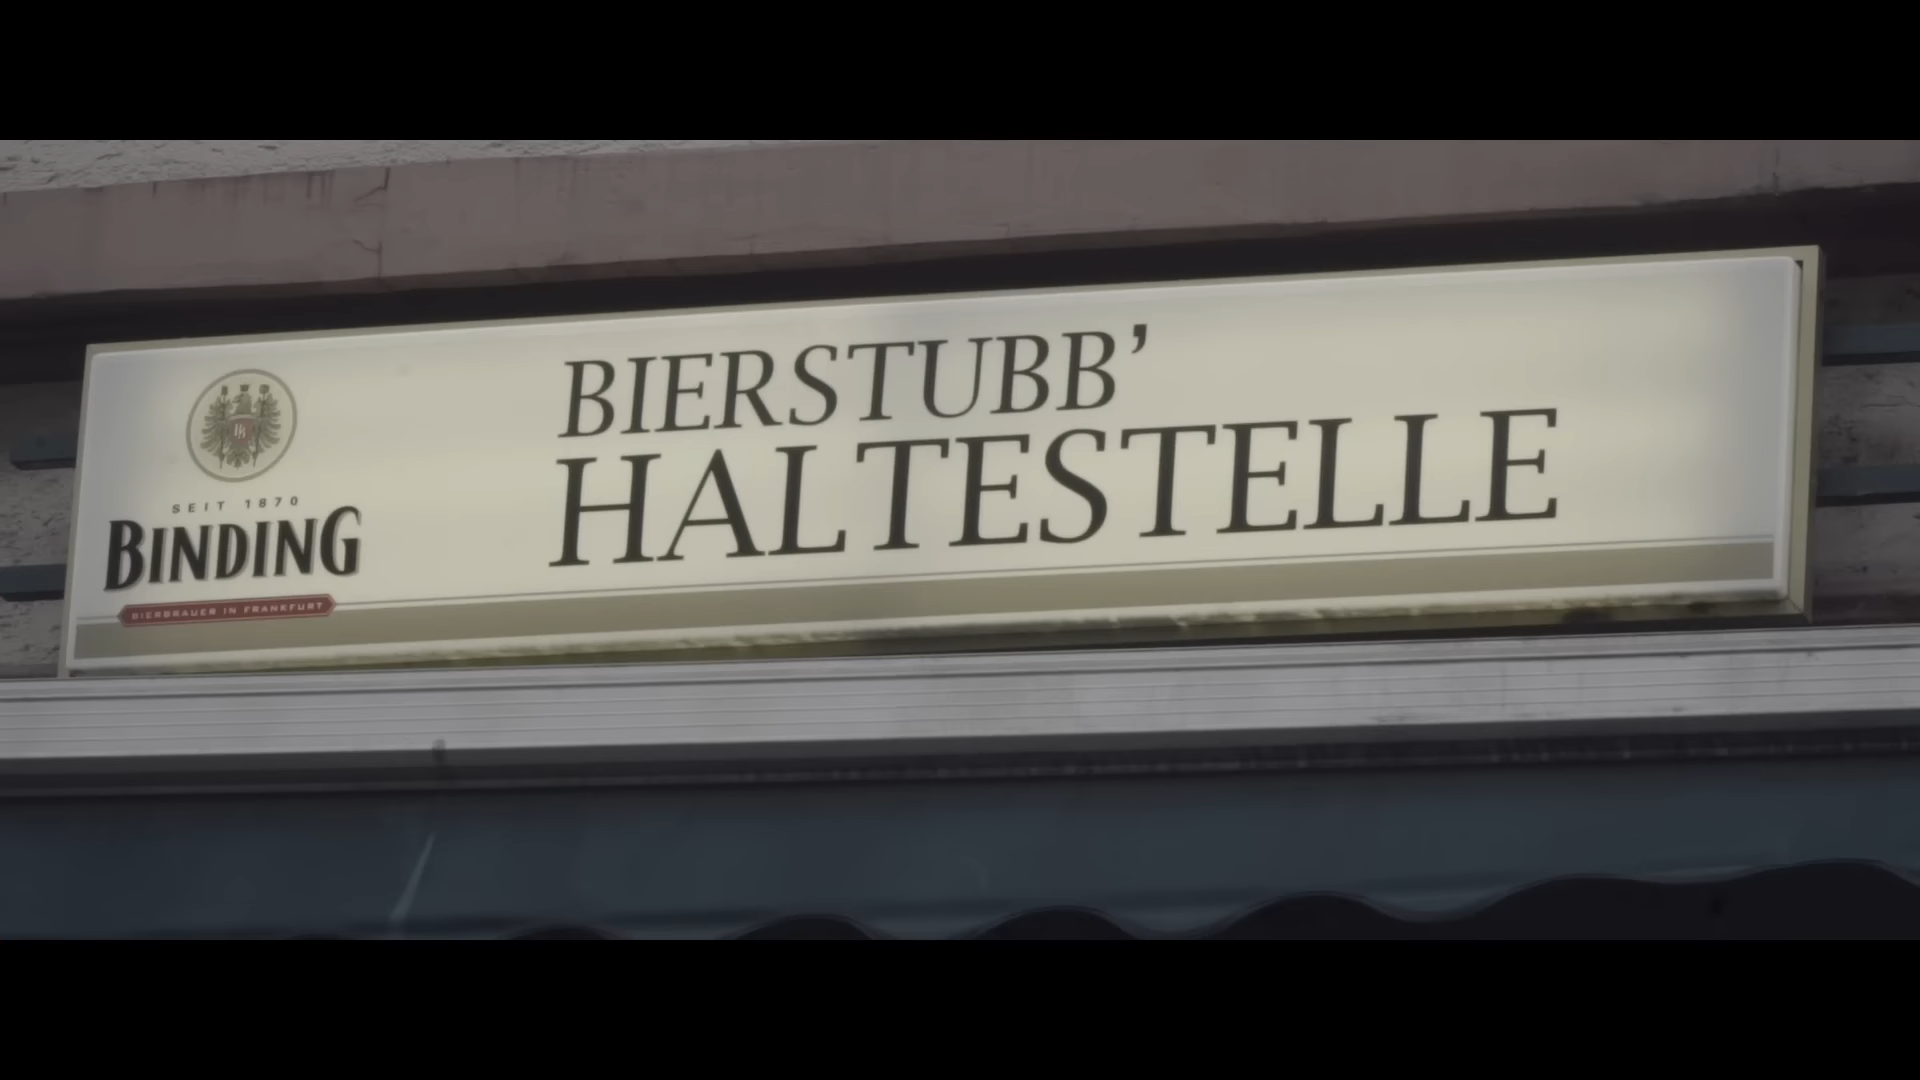 SEIT 1870
BINDING
BIERBRAUER IN FRANKFURT
BIERSTUBB’
HALTESTELLE